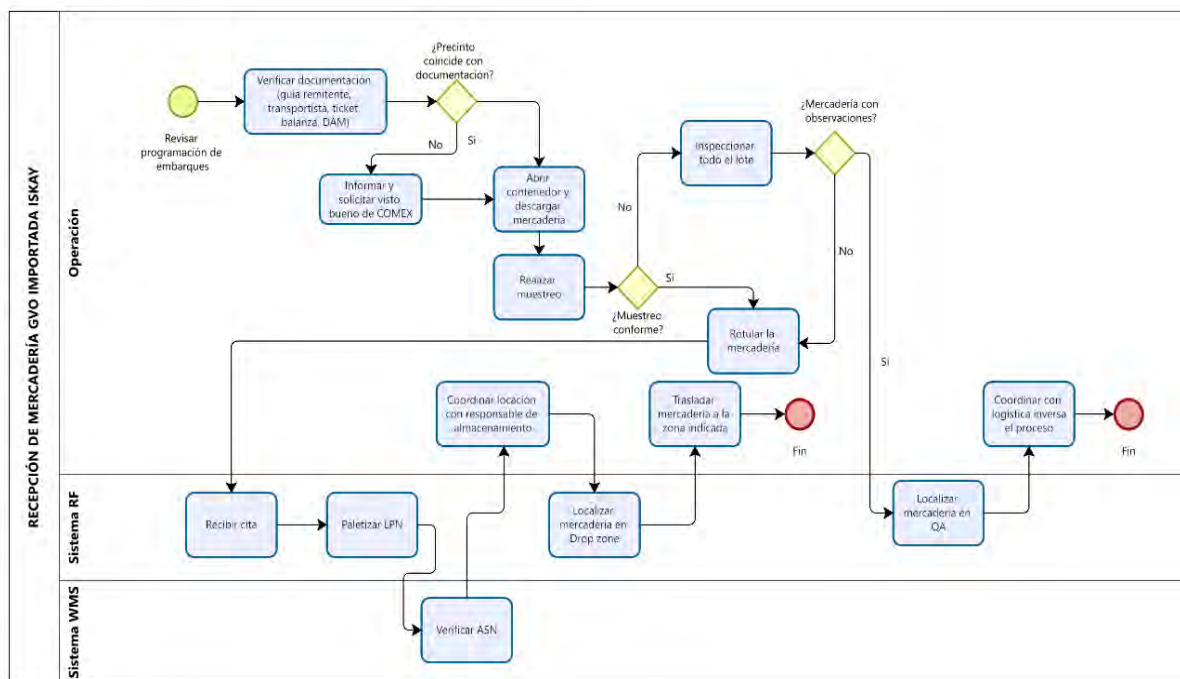 RECEPCIÓN DE MERCADERÍA GVO IMPORTADA ISKAY
Operación
Revisar
programación de
embarques
Verificar documentación
(guía remitente,
transportista, ticket
balanza, DAM)
¿Precinto
coincide con
documentación?
No
Si
Informar y
solicitar visto
bueno de COMEX
Abrir
contenedor y
descargar
mercadería
Realizar
muestreo
¿Muestreo
conforme?
No
Si
Inspeccionar
todo el lote
¿Mercadería con
observaciones?
No
Si
Rotular la
mercadería
Coordinar locación
con responsable de
almacenamiento
Trasladar
mercadería a la
zona indicada
Fin
Coordinar con
logística inversa
el proceso
Fin
Sistema RF
Recibir cita
Paletizar LPN
Localizar
mercadería en
Drop zone
Localizar
mercadería en
QA
Sistema WMS
Verificar ASN